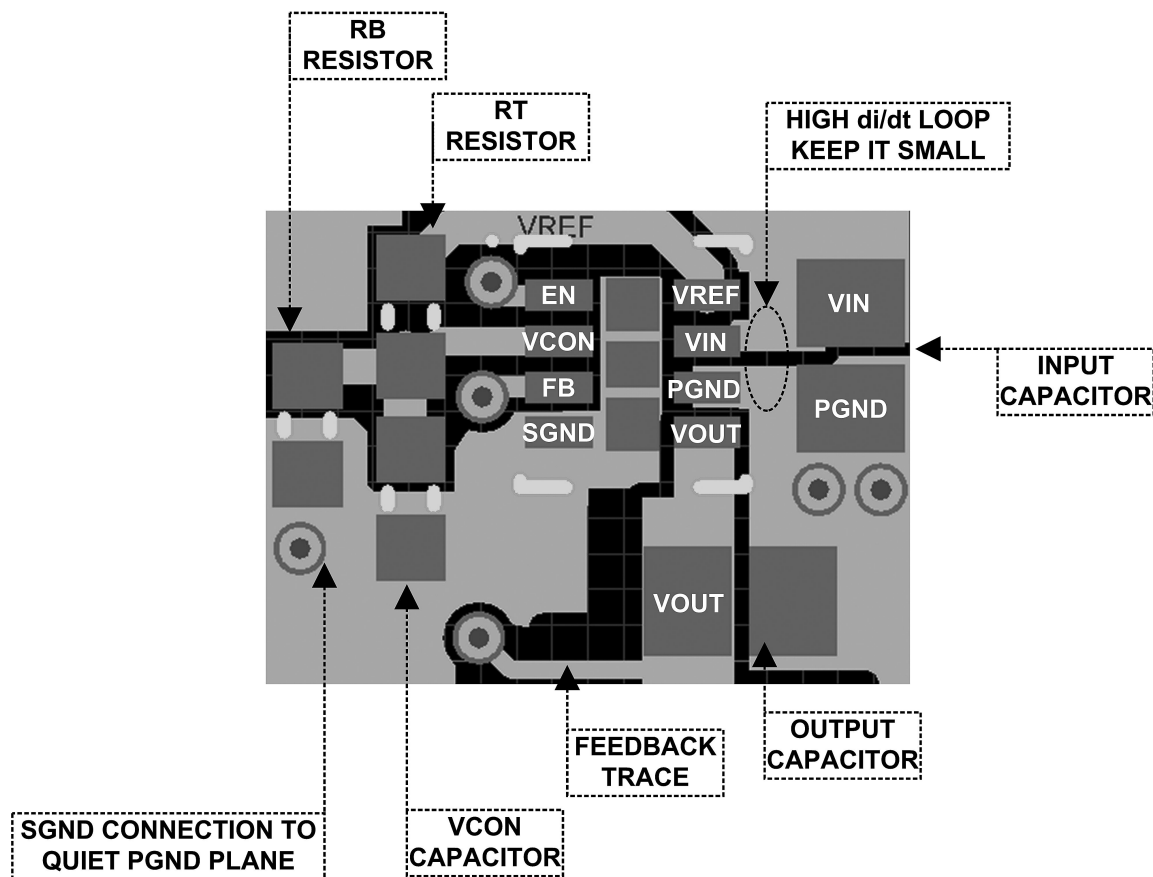 RB
RESISTOR
RT
RESISTOR
HIGH di/dt LOOP
KEEP IT SMALL
VREF
EN
VREF
VIN
VCON
VIN
INPUT
CAPACITOR
FB
PGND
PGND
SGND
VOUT
VOUT
FEEDBACK
TRACE
OUTPUT
CAPACITOR
SGND CONNECTION TO
QUIET PGND PLANE
VCON
CAPACITOR